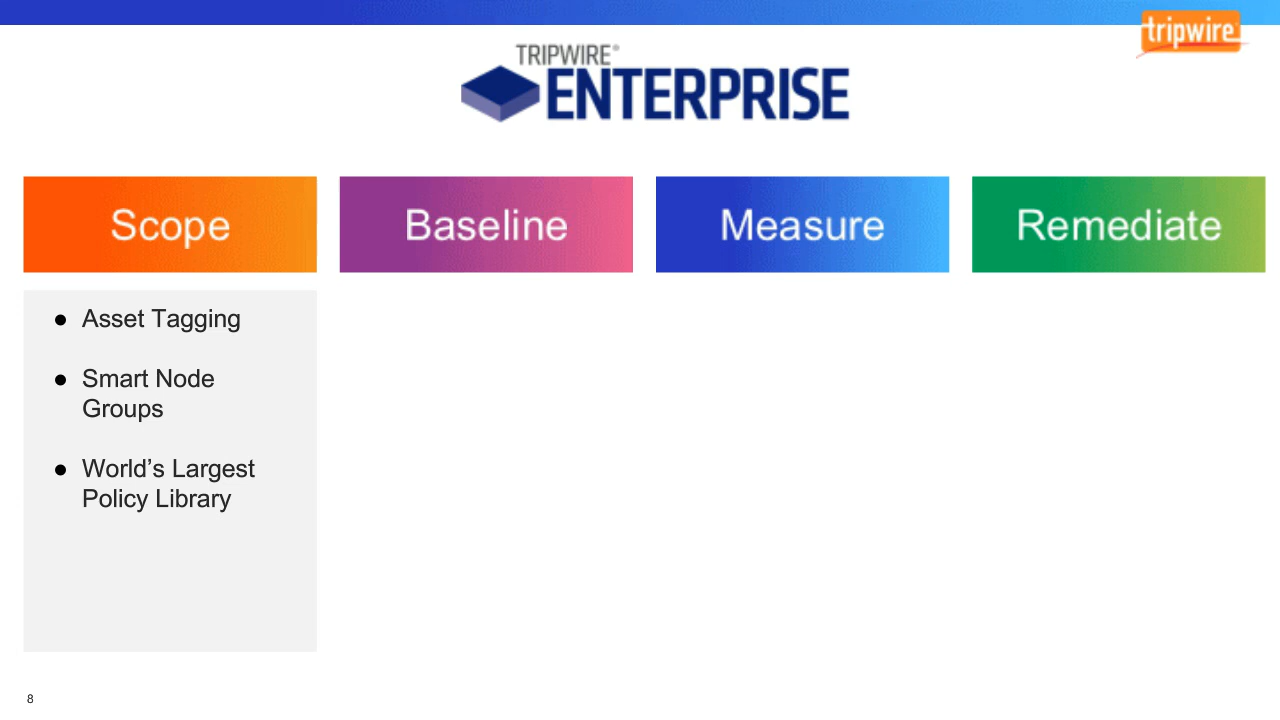 tripwire
TRIPWIRE®
ENTERPRISE
Scope
Baseline
Measure
Remediate
● Asset Tagging
● Smart Node
Groups
● World’s Largest
Policy Library
8